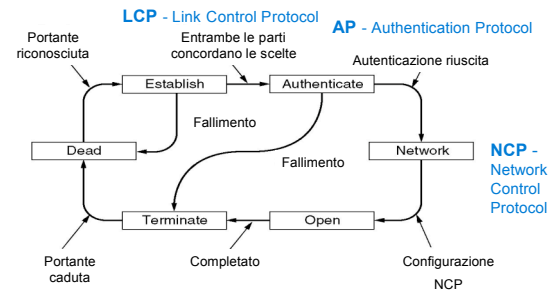 LCP - Link Control Protocol
AP - Authentication Protocol
Portante
riconosciuta
Entrambe le parti
concordano le scelte
Autenticazione riuscita
Establish
Authenticate
Fallimento
Dead
Fallimento
Network
NCP -
Network
Control
Protocol
Terminate
Open
Portante
caduta
Completato
Configurazione
NCP